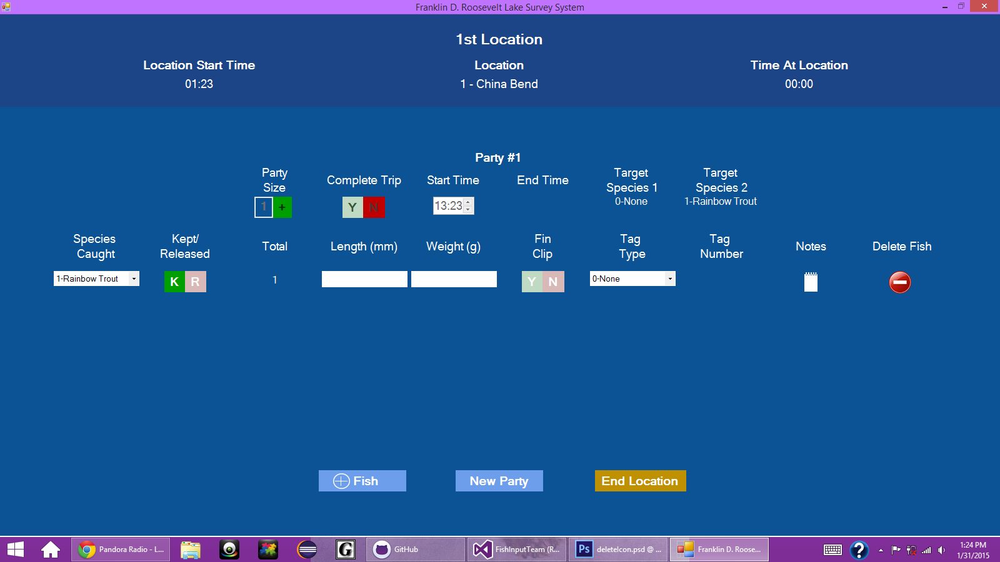 Franklin D. Roosevelt Lake Survey System
1st Location
Location Start Time
01:23
Location
1 - China Bend
Time At Location
00:00
Party #1
Party
Size
Complete Trip
Start Time
End Time
Target
Species 1
0-None
Target
Species 2
1-Rainbow Trout
1 +
Y N
13:23
Species
Caught
Kept/
Released
Total
Length (mm)
Weight (g)
Fin
Clip
Tag
Type
Tag
Number
Notes
Delete Fish
1-Rainbow Trout
K R
1
Y N
0-None
Fish
New Party
End Location
Pandora Radio - L...
G
GitHub
FishInputTeam (R...
Ps
deleteIcon.psd @ ...
Franklin D. Roose...
?
1:24 PM
1/31/2015